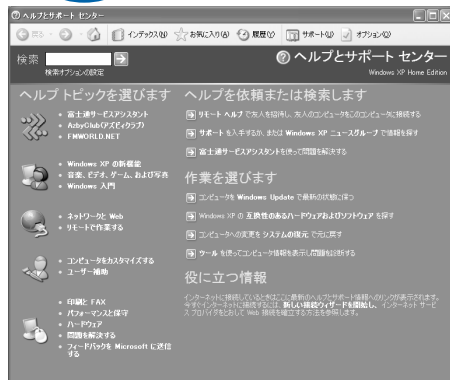 ヘルプとサポート センター
戻る
インデックス(N)
お気に入り(A)
履歴(Y)
サポート(U)
オプション(O)
検索
検索オプションの設定
ヘルプとサポート センター
Windows XP Home Edition
ヘルプ トピックを選びます
富士通サービスアシスタント
AzbyClub(アズビィクラブ)
FMWORLD.NET
Windows XP の新機能
音楽、ビデオ、ゲーム、および写真
Windows 入門
ネットワークと Web
リモートで作業する
コンピュータをカスタマイズする
ユーザー補助
印刷と FAX
パフォーマンスと保守
ハードウェア
問題を解決する
フィードバックを Microsoft に送信
する
ヘルプを依頼または検索します
リモート ヘルプ で友人を招待し、友人のコンピュータをこのコンピュータに接続する
サポート を入手するか、または Windows XP ニュースグループ で情報を探す
富士通サービスアシスタントを使って問題を解決する
作業を選びます
コンピュータを Windows Update で最新の状態に保つ
Windows XP の 互換性のあるハードウェアおよびソフトウェア を探す
コンピュータへの変更を システムの復元 で元に戻す
ツール を使ってコンピュータ情報を表示し問題を診断する
役に立つ情報
インターネットに接続しているときはここに最新のヘルプとサポート情報へのリンクが表示されます。
今すぐインターネットに接続するには、新しい接続ウィザードを開始し、インターネット サービ
ス プロバイダをとおして Web 接続を確立する方法を参照します。